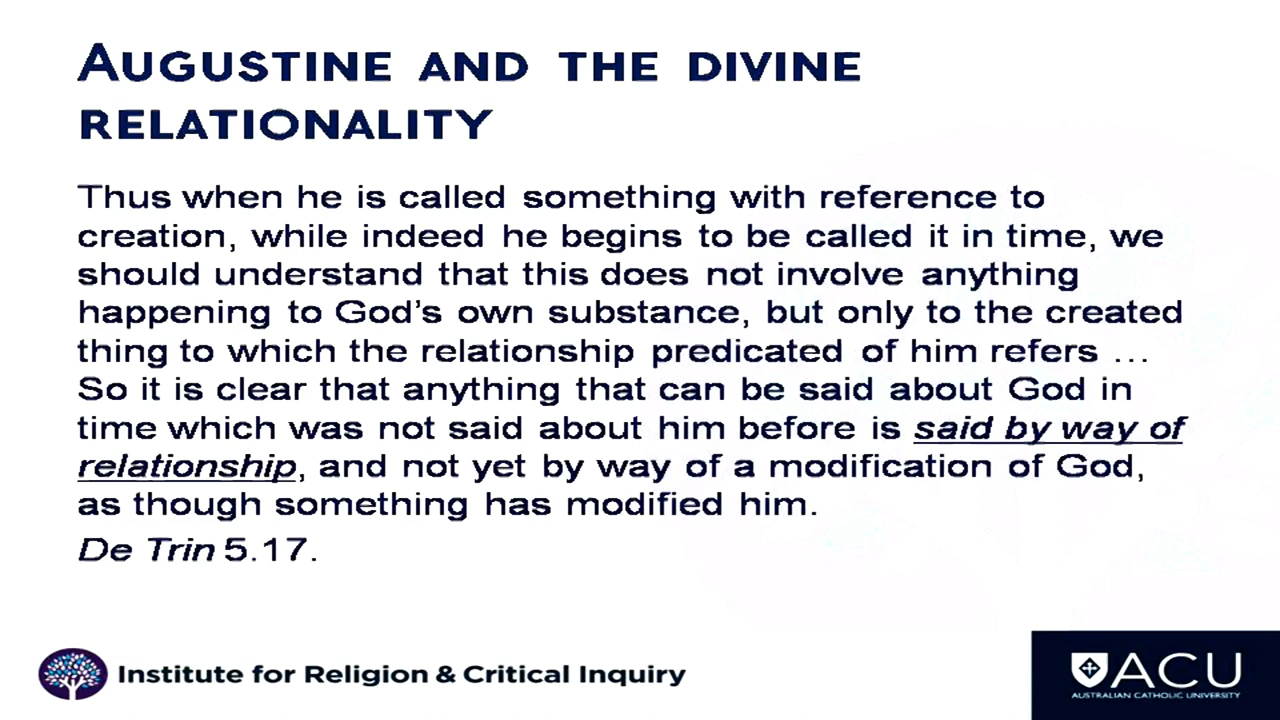 AUGUSTINE AND THE DIVINE
RELATIONALITY
Thus when he is called something with reference to
creation, while indeed he begins to be called it in time, we
should understand that this does not involve anything
happening to God's own substance, but only to the created
thing to which the relationship predicated of him refers …
So it is clear that anything that can be said about God in
time which was not said about him before is said by way of
relationship, and not yet by way of a modification of God,
as though something has modified him.
De Trin 5.17.
Institute for Religion & Critical Inquiry
ACU
AUSTRALIAN CATHOLIC UNIVERSITY